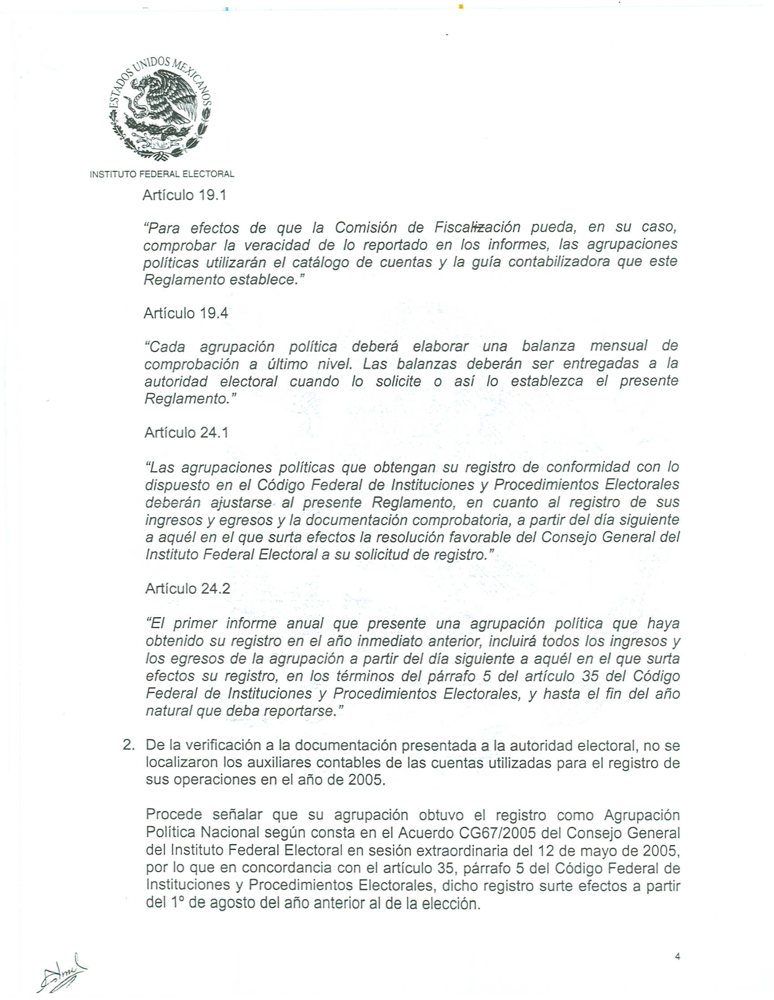 ESTADOS UNIDOS MEXICANOS
INSTITUTO FEDERAL ELECTORAL
Artículo 19.1
“Para efectos de que la Comisión de Fiscalización pueda, en su caso,
comprobar la veracidad de lo reportado en los informes, las agrupaciones
políticas utilizarán el catálogo de cuentas y la guía contabilizadora que este
Reglamento establece.”
Artículo 19.4
“Cada agrupación política deberá elaborar una balanza mensual de
comprobación a último nivel. Las balanzas deberán ser entregadas a la
autoridad electoral cuando lo solicite o así lo establezca el presente
Reglamento.”
Artículo 24.1
“Las agrupaciones políticas que obtengan su registro de conformidad con lo
dispuesto en el Código Federal de Instituciones y Procedimientos Electorales
deberán ajustarse al presente Reglamento, en cuanto al registro de sus
ingresos y egresos y la documentación comprobatoria, a partir del día siguiente
a aquél en el que surta efectos la resolución favorable del Consejo General del
Instituto Federal Electoral a su solicitud de registro.”
Artículo 24.2
“El primer informe anual que presente una agrupación política que haya
obtenido su registro en el año inmediato anterior, incluirá todos los ingresos y
los egresos de la agrupación a partir del día siguiente a aquél en el que surta
efectos su registro, en los términos del párrafo 5 del artículo 35 del Código
Federal de Instituciones y Procedimientos Electorales, y hasta el fin del año
natural que deba reportarse.”
2. De la verificación a la documentación presentada a la autoridad electoral, no se
localizaron los auxiliares contables de las cuentas utilizadas para el registro de
sus operaciones en el año de 2005.
Procede señalar que su agrupación obtuvo el registro como Agrupación
Política Nacional según consta en el Acuerdo CG67/2005 del Consejo General
del Instituto Federal Electoral en sesión extraordinaria del 12 de mayo de 2005,
por lo que en concordancia con el artículo 35, párrafo 5 del Código Federal de
Instituciones y Procedimientos Electorales, dicho registro surte efectos a partir
del 1º de agosto del año anterior al de la elección.
4